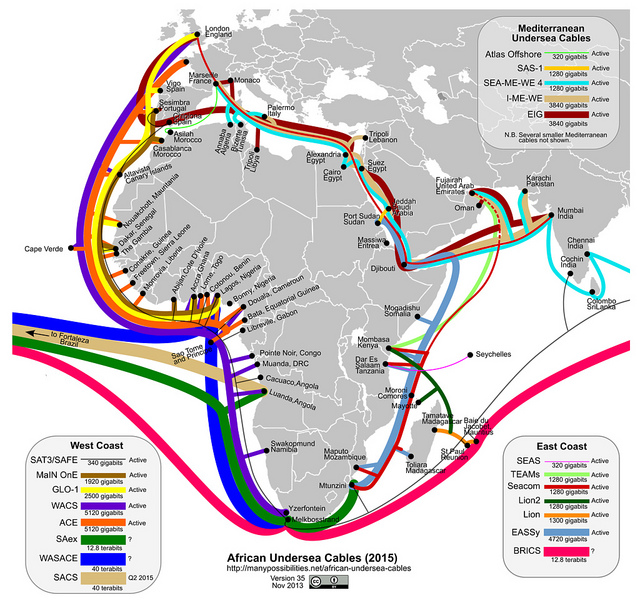 London
England
Mediterranean
Undersea Cables
Atlas Offshore
320 gigabits
Active
SAS-1
1280 gigabits
Active
SEA-ME-WE 4
1280 gigabits
Active
I-ME-WE
3840 gigabits
Active
EIG
3840 gigabits
Active
N.B. Several smaller Mediterranean
cables not shown.
Marseille
France
Monaco
Vigo
Spain
Sesimbra
Portugal
Spain
Asilah
Morocco
Casablanca
Morocco
Palermo
Italy
Annaba
Algeria
Bizerte
Tunisia
Tripoli
Libya
Tripoli
Lebanon
Alexandria
Egypt
Cairo
Egypt
Suez
Egypt
Altavista
Canary Islands
Nouakchott, Mauritania
Dakar, Senegal
The Gambia
Cape Verde
Conakrie, Guinea
Freetown, Sierra Leone
Monrovia, Liberia
Abijan, Cote D'Ivoire
Accra, Ghana
Lome, Togo
Cotonou, Benin
Lagos, Nigeria
Bonny, Nigeria
Douala, Cameroun
Bata, Equatorial Guinea
Libreville, Gabon
Sao Tome
and Principe
Jeddah
Saudi
Arabia
Port Sudan
Sudan
Massiwa
Eritrea
Djibouti
Fujairah
United Arab
Emirates
Oman
Karachi
Pakistan
Mumbai
India
Chennai
India
Cochin
India
Colombo
SriLanka
Mogadishu
Somalia
Mombasa
Kenya
Dar Es
Salaam
Tanzania
Seychelles
to Fortaleza
Brazil
Pointe Noir, Congo
Muanda, DRC
Cacuaco,Angola
Luanda,Angola
Moroni
Comores
Mayotte
Tamatave
Madagascar
Baie du
Jacobet
Mauritius
St Paul
Reunion
Toliara
Madagascar
Maputo
Mozambique
Mtunzini
Swakopmund
Namibia
Yzerfontein
Melkbosstrand
West Coast
SAT3/SAFE
340 gigabits
Active
MaIN OnE
1920 gigabits
Active
GLO-1
2500 gigabits
Active
WACS
5120 gigabits
Active
ACE
5120 gigabits
Active
SAex
12.8 terabits
?
WASACE
40 terabits
?
SACS
40 terabits
Q2 2015
East Coast
SEAS
320 gigabits
Active
TEAMs
1280 gigabits
Active
Seacom
1280 gigabits
Active
Lion2
1280 gigabits
Active
Lion
1300 gigabits
Active
EASSy
4720 gigabits
Active
BRICS
12.8 terabits
?
African Undersea Cables (2015)
http://manypossibilities.net/african-undersea-cables
Version 35
Nov 2013
cc